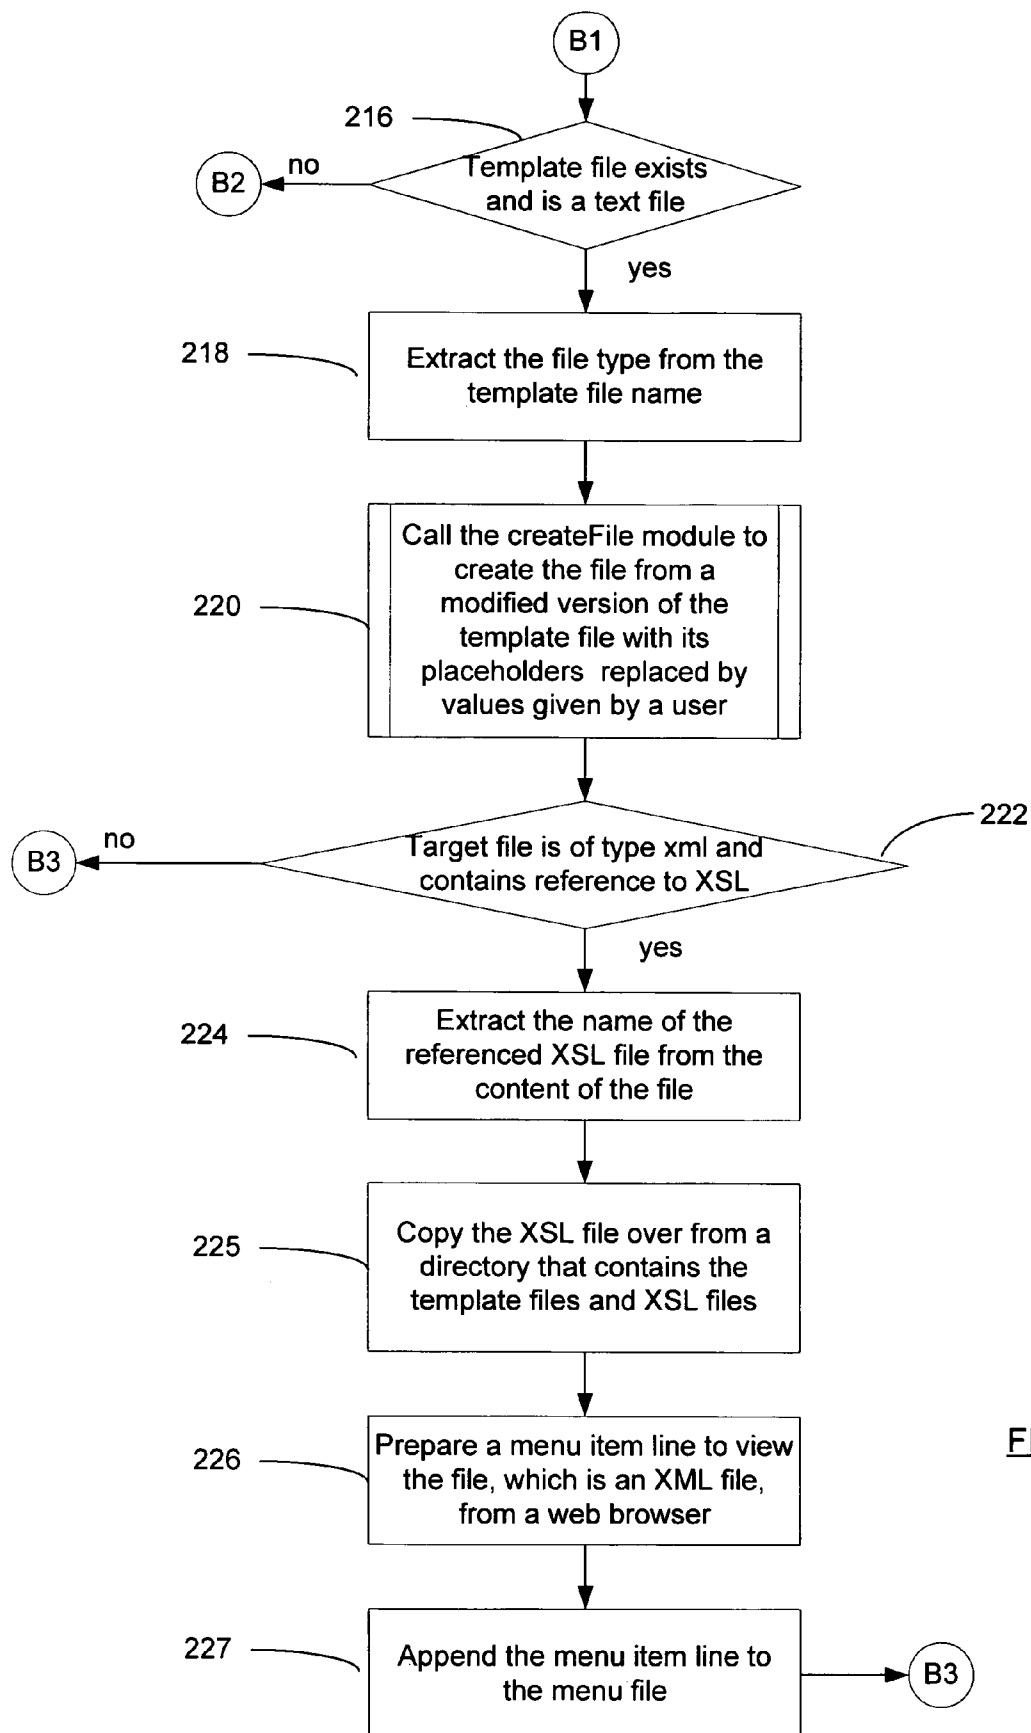 B1
216
Template file exists
and is a text file
no
B2
yes
218
Extract the file type from the
template file name
220
Call the createFile module to
create the file from a
modified version of the
template file with its
placeholders replaced by
values given by a user
222
Target file is of type xml and
contains reference to XSL
no
B3
yes
224
Extract the name of the
referenced XSL file from the
content of the file
225
Copy the XSL file over from a
directory that contains the
template files and XSL files
226
Prepare a menu item line to view
the file, which is an XML file,
from a web browser
227
Append the menu item line to
the menu file
B3